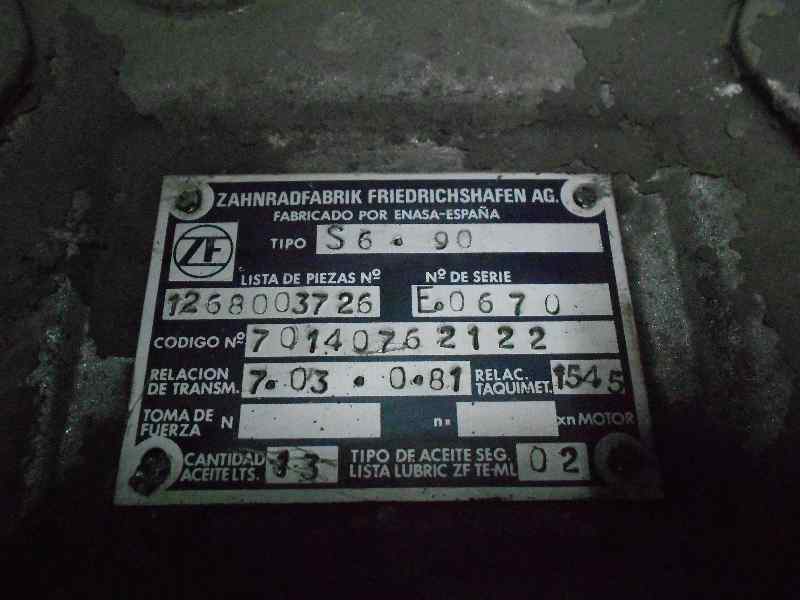 ZAHNRADFABRIK FRIEDRICHSHAFEN AG.
FABRICADO POR ENASA-ESPAÑA
ZF
TIPO S6 • 90
LISTA DE PIEZAS Nº Nº DE SERIE
1268003726 E.0670
CODIGO Nº 70140762122
RELACION DE TRANSM. 7.03 . 0.81 RELAC. TAQUIMET. 1545
TOMA DE FUERZA N n= xn MOTOR
CANTIDAD ACEITE LTS. 13 TIPO DE ACEITE SEG. LISTA LUBRIC ZF TE-ML 02